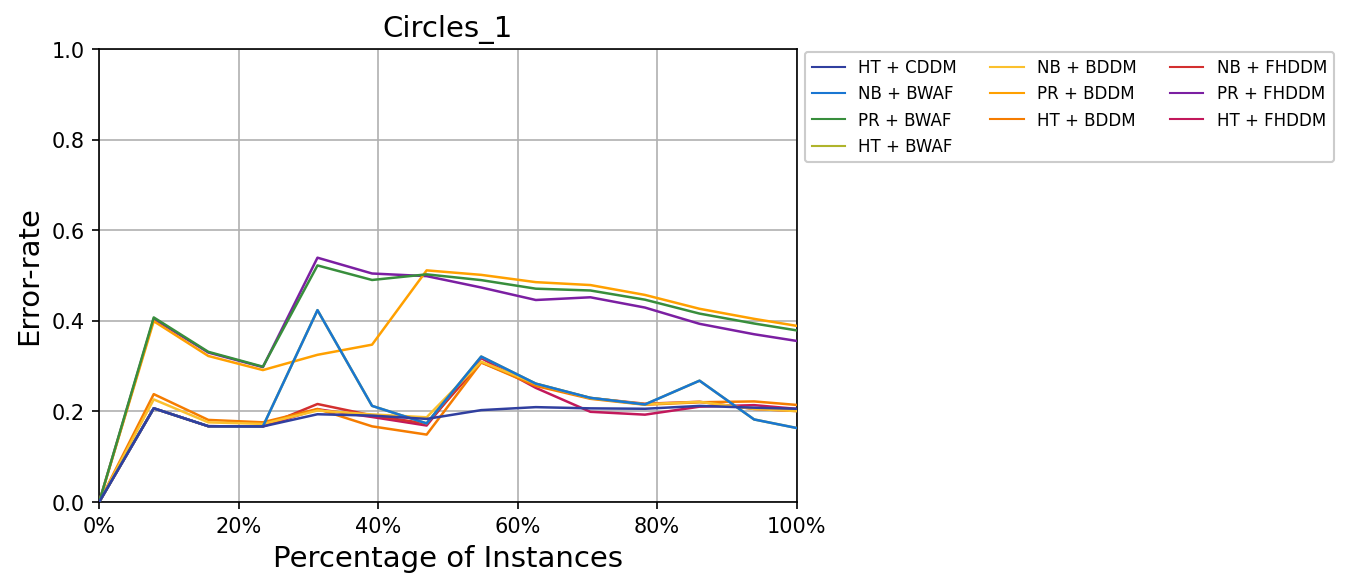 Circles_1
1.0
0.8
0.6
0.4
0.2
0.0
Error-rate
0% 20% 40% 60% 80% 100%
Percentage of Instances
HT + CDDM NB + BDDM NB + FHDDM
NB + BWAF PR + BDDM PR + FHDDM
PR + BWAF HT + BDDM HT + FHDDM
HT + BWAF